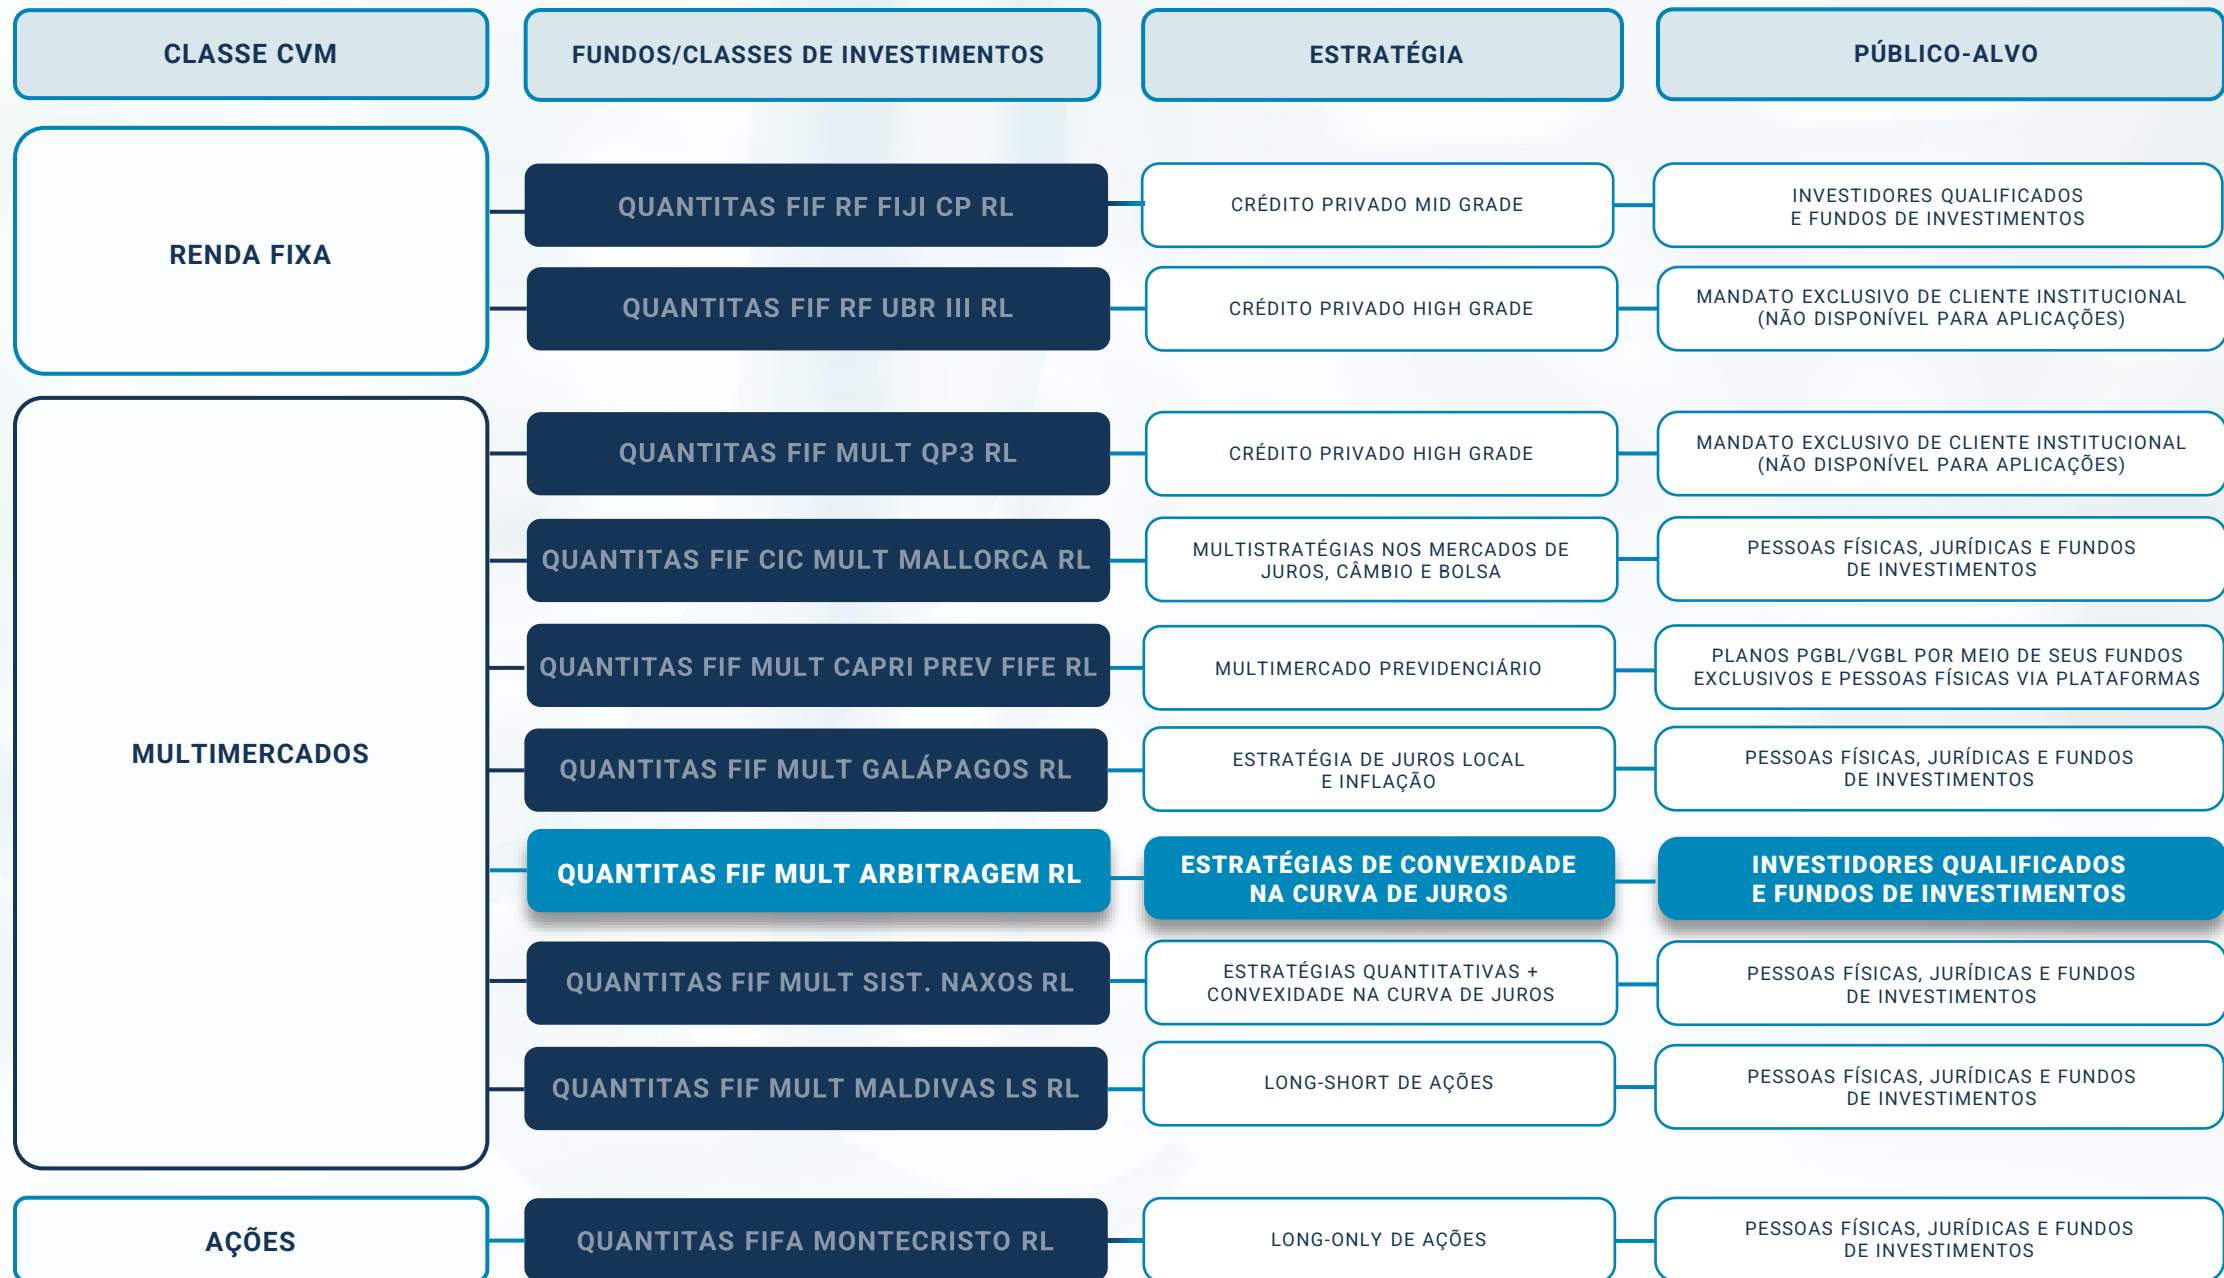 CLASSE CVM
FUNDOS/CLASSES DE INVESTIMENTOS
ESTRATÉGIA
PÚBLICO-ALVO
RENDA FIXA
QUANTITAS FIF RF FIJI CP RL
CRÉDITO PRIVADO MID GRADE
INVESTIDORES QUALIFICADOS
E FUNDOS DE INVESTIMENTOS
QUANTITAS FIF RF UBR III RL
CRÉDITO PRIVADO HIGH GRADE
MANDATO EXCLUSIVO DE CLIENTE INSTITUCIONAL
(NÃO DISPONÍVEL PARA APLICAÇÕES)
MULTIMERCADOS
QUANTITAS FIF MULT QP3 RL
CRÉDITO PRIVADO HIGH GRADE
MANDATO EXCLUSIVO DE CLIENTE INSTITUCIONAL
(NÃO DISPONÍVEL PARA APLICAÇÕES)
QUANTITAS FIF CIC MULT MALLORCA RL
MULTISTRATÉGIAS NOS MERCADOS DE
JUROS, CÂMBIO E BOLSA
PESSOAS FÍSICAS, JURÍDICAS E FUNDOS
DE INVESTIMENTOS
QUANTITAS FIF MULT CAPRI PREV FIFE RL
MULTIMERCADO PREVIDENCIÁRIO
PLANOS PGBL/VGBL POR MEIO DE SEUS FUNDOS
EXCLUSIVOS E PESSOAS FÍSICAS VIA PLATAFORMAS
QUANTITAS FIF MULT GALÁPAGOS RL
ESTRATÉGIA DE JUROS LOCAL
E INFLAÇÃO
PESSOAS FÍSICAS, JURÍDICAS E FUNDOS
DE INVESTIMENTOS
QUANTITAS FIF MULT ARBITRAGEM RL
ESTRATÉGIAS DE CONVEXIDADE
NA CURVA DE JUROS
INVESTIDORES QUALIFICADOS
E FUNDOS DE INVESTIMENTOS
QUANTITAS FIF MULT SIST. NAXOS RL
ESTRATÉGIAS QUANTITATIVAS +
CONVEXIDADE NA CURVA DE JUROS
PESSOAS FÍSICAS, JURÍDICAS E FUNDOS
DE INVESTIMENTOS
QUANTITAS FIF MULT MALDIVAS LS RL
LONG-SHORT DE AÇÕES
PESSOAS FÍSICAS, JURÍDICAS E FUNDOS
DE INVESTIMENTOS
AÇÕES
QUANTITAS FIFA MONTECRISTO RL
LONG-ONLY DE AÇÕES
PESSOAS FÍSICAS, JURÍDICAS E FUNDOS
DE INVESTIMENTOS